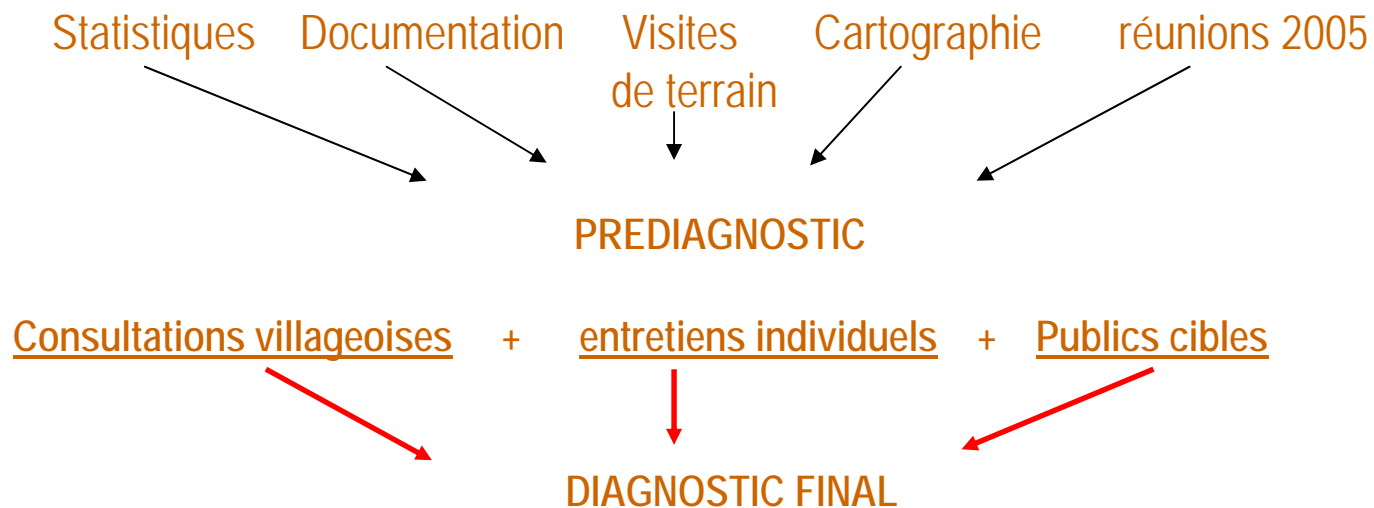 Statistiques Documentation Visites de terrain Cartographie réunions 2005
PREDIAGNOSTIC
Consultations villageoises + entretiens individuels + Publics cibles
DIAGNOSTIC FINAL